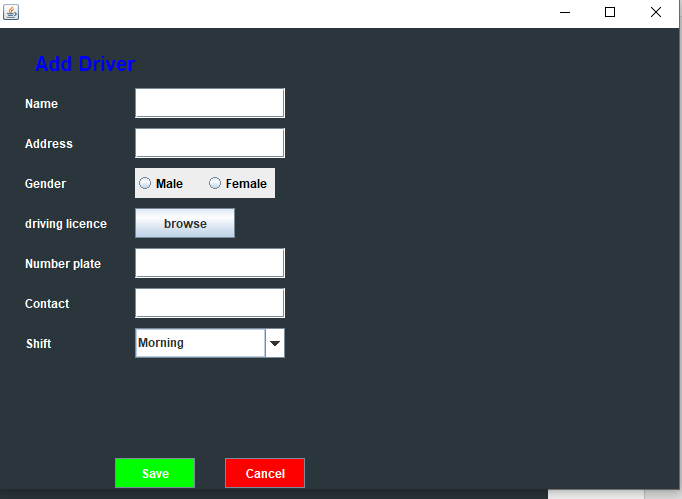 Add Driver
Name
Address
Gender Male Female
driving licence browse
Number plate
Contact
Shift Morning
Save Cancel